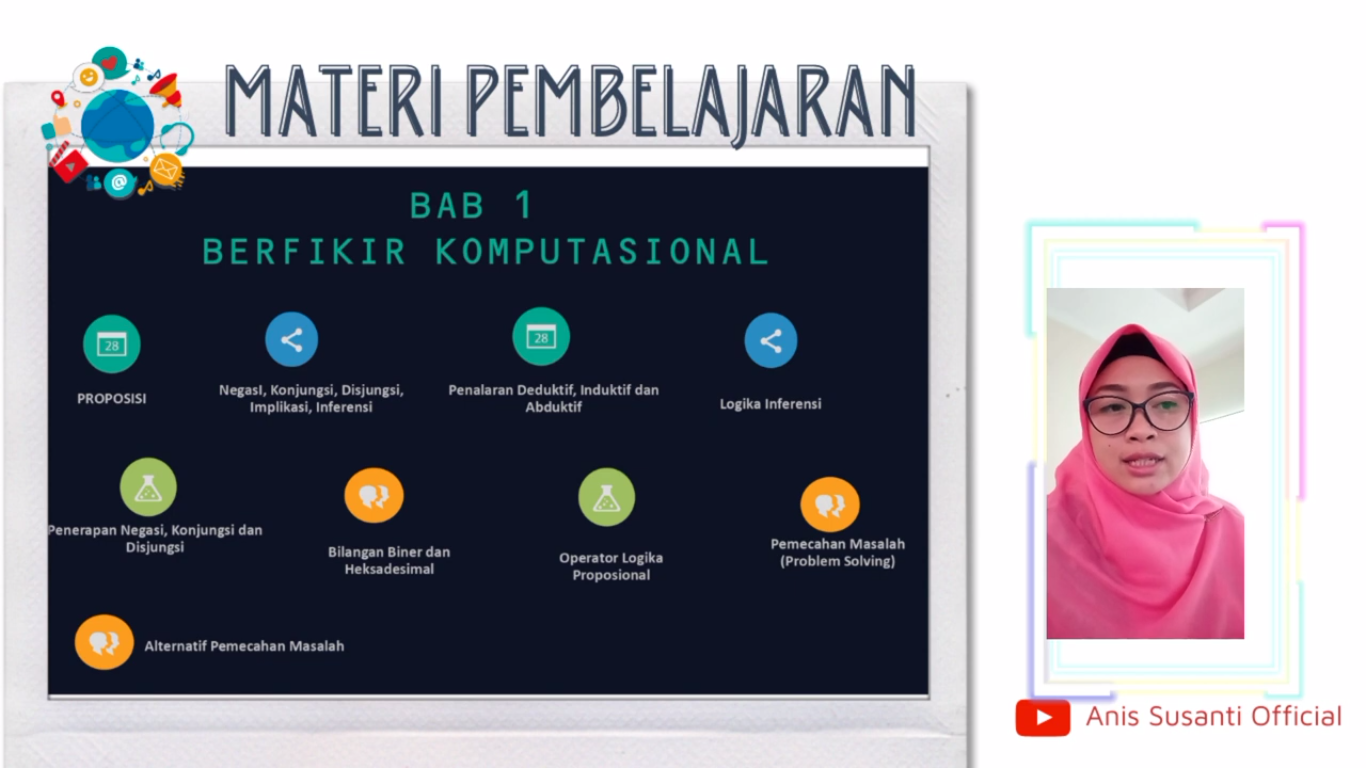 MATERI PEMBELAJARAN
BAB 1
BERFIKIR KOMPUTASIONAL
28
PROPOSISI
NegasI, Konjungsi, Disjungsi,
Implikasi, Inferensi
28
Penalaran Deduktif, Induktif dan
Abduktif
Logika Inferensi
Penerapan Negasi, Konjungsi dan
Disjungsi
Bilangan Biner dan
Heksadesimal
Operator Logika
Proposional
Pemecahan Masalah
(Problem Solving)
Alternatif Pemecahan Masalah
Anis Susanti Official